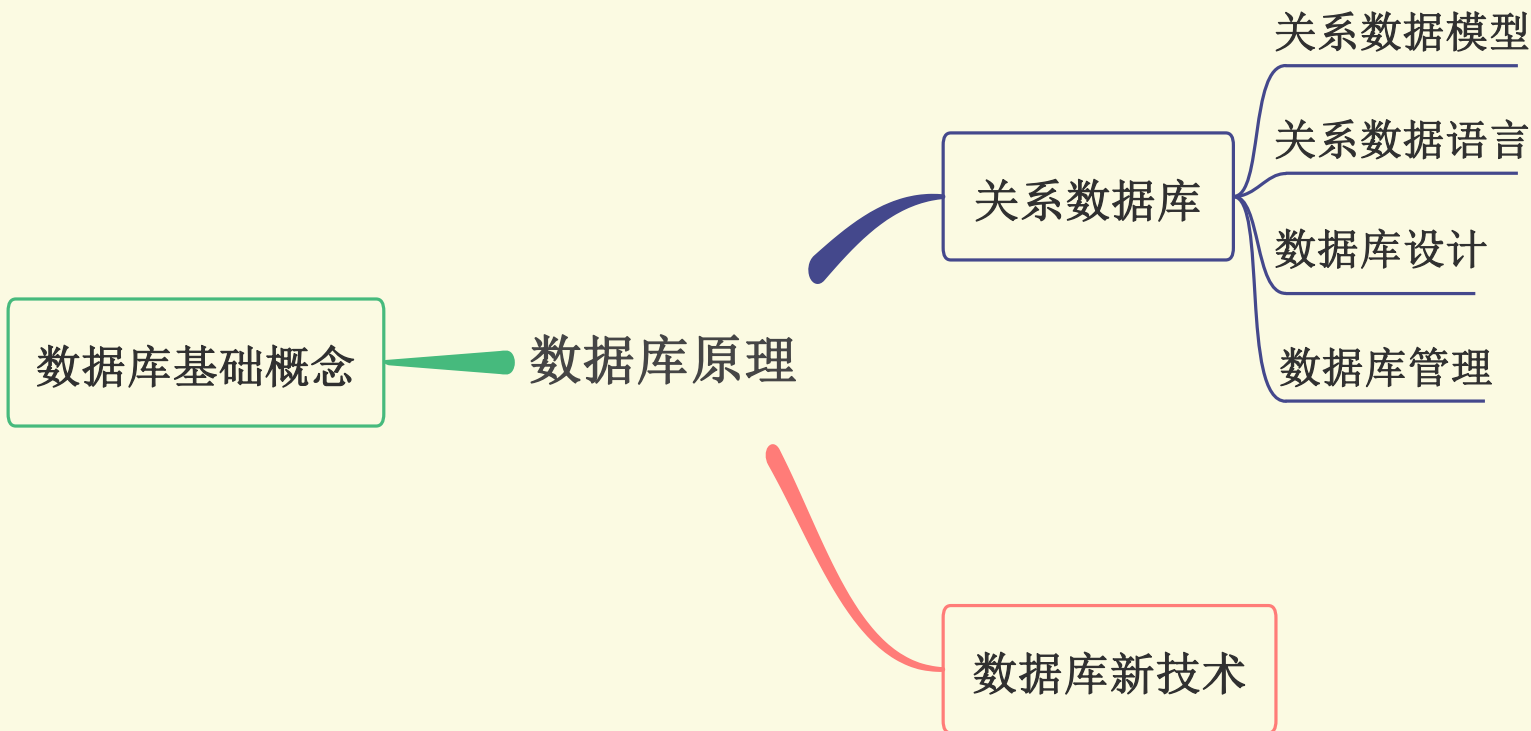 关系数据模型
关系数据语言
关系数据库
数据库设计
数据库基础概念
数据库原理
数据库管理
数据库新技术